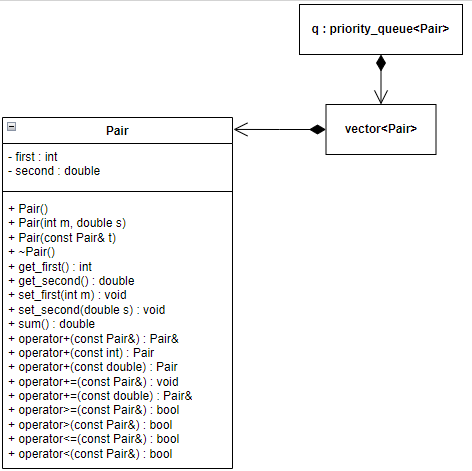 q : priority_queue<Pair>
vector<Pair>
Pair
- first : int
- second : double
+ Pair()
+ Pair(int m, double s)
+ Pair(const Pair& t)
+ ~Pair()
+ get_first() : int
+ get_second() : double
+ set_first(int m) : void
+ set_second(double s) : void
+ sum() : double
+ operator+(const Pair&) : Pair&
+ operator+(const int) : Pair
+ operator+(const double) : Pair
+ operator+=(const Pair&) : void
+ operator+=(const double) : Pair&
+ operator>=(const Pair&) : bool
+ operator>(const Pair&) : bool
+ operator<=(const Pair&) : bool
+ operator<(const Pair&) : bool